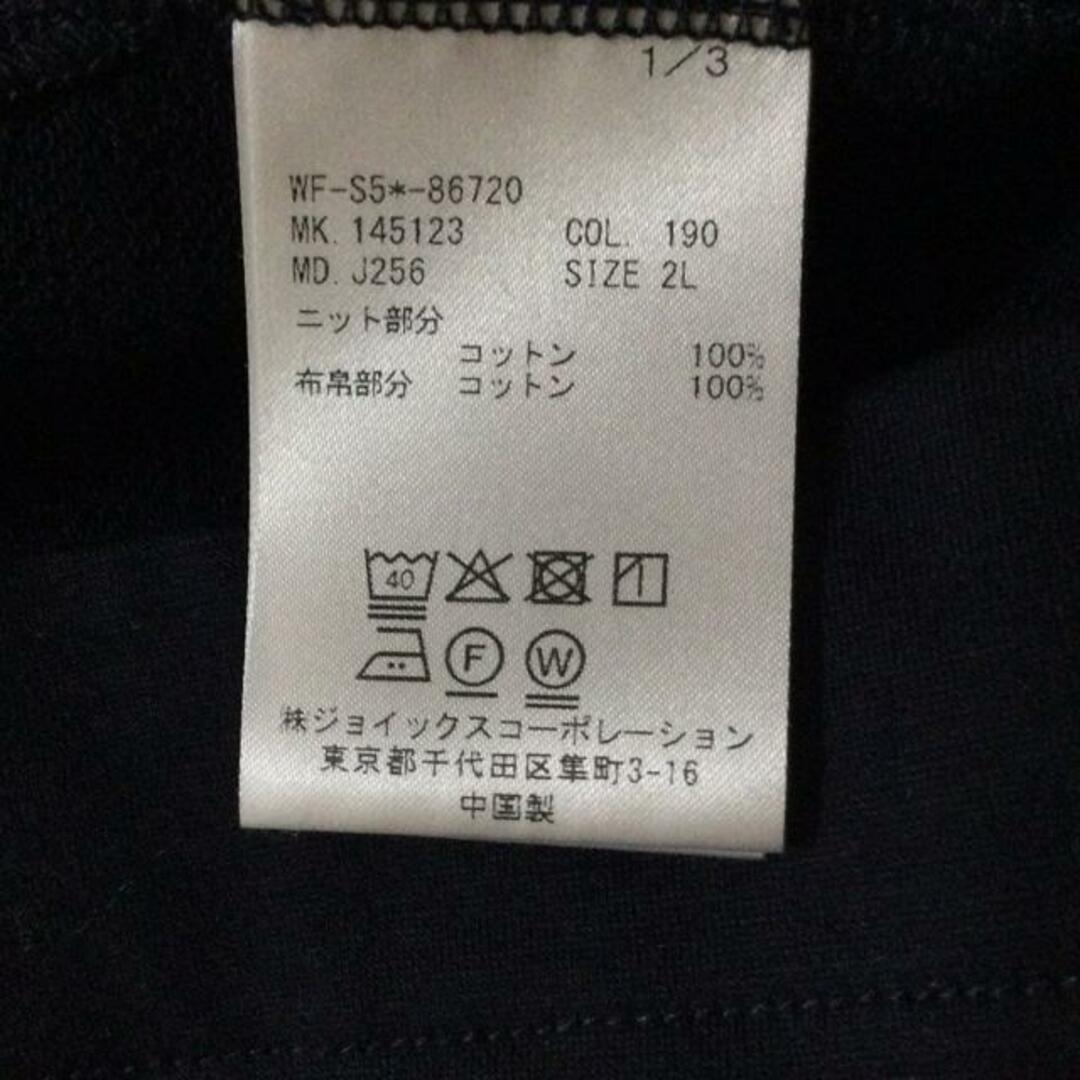 1/3
WF-S5*-86720
MK. 145123 COL. 190
MD. J256 SIZE 2L
ニット部分
コットン 100%
布帛部分 コットン 100%
40
F W
㈱ジョイックスコーポレーション
東京都千代田区隼町3-16
中国製